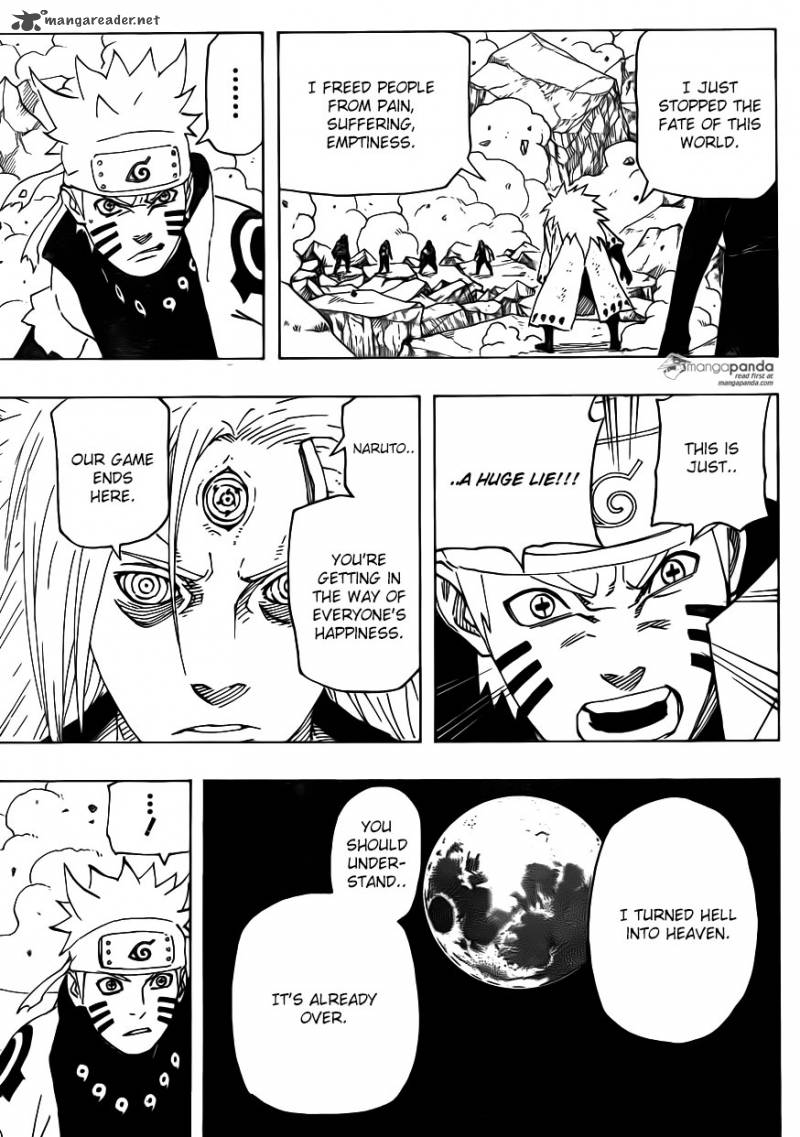 mangareader.net
I JUST
STOPPED THE
FATE OF THIS
WORLD.
I FREED PEOPLE
FROM PAIN,
SUFFERING,
EMPTINESS.
......
mangapanda
read first at
mangapanda.com
THIS IS
JUST..
..A HUGE LIE!!!
NARUTO..
YOU'RE
GETTING IN
THE WAY OF
EVERYONE'S
HAPPINESS.
OUR GAME
ENDS
HERE.
I TURNED HELL
INTO HEAVEN.
YOU
SHOULD
UNDER-
STAND..
IT'S ALREADY
OVER.
...!